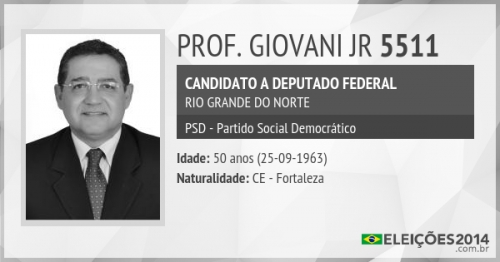 PROF. GIOVANI JR 5511
CANDIDATO A DEPUTADO FEDERAL
RIO GRANDE DO NORTE
PSD - Partido Social Democrático
Idade: 50 anos (25-09-1963)
Naturalidade: CE - Fortaleza
ELEIÇÕES2014
.com.br